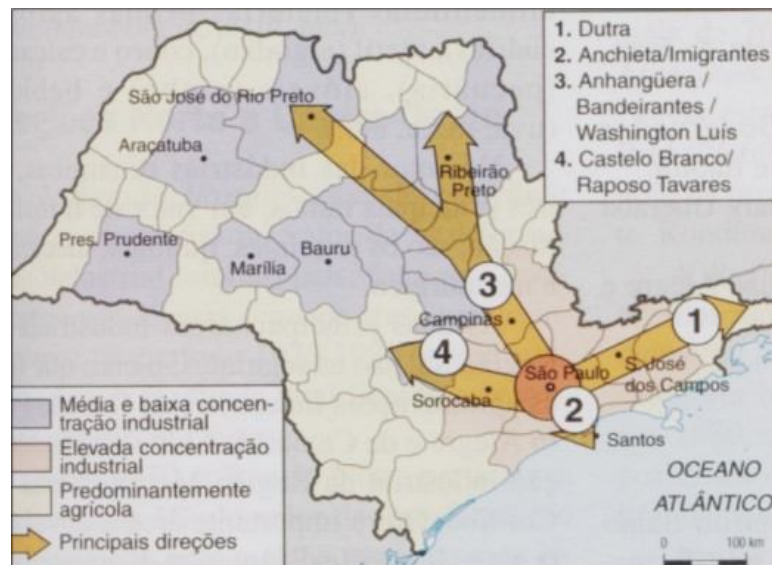 1. Dutra
2. Anchieta/Imigrantes
3. Anhangüera /
Bandeirantes /
Washington Luís
4. Castelo Branco/
Raposo Tavares
São José do Rio Preto
Araçatuba
Ribeirão
Preto
Pres. Prudente
Marília
Bauru
3
Campinas
1
4
São Paulo
S. José
dos Campos
Sorocaba
2
Santos
Média e baixa concen-
tração industrial
Elevada concentração
industrial
Predominantemente
agrícola
Principais direções
OCEANO
ATLÂNTICO
0 100 km